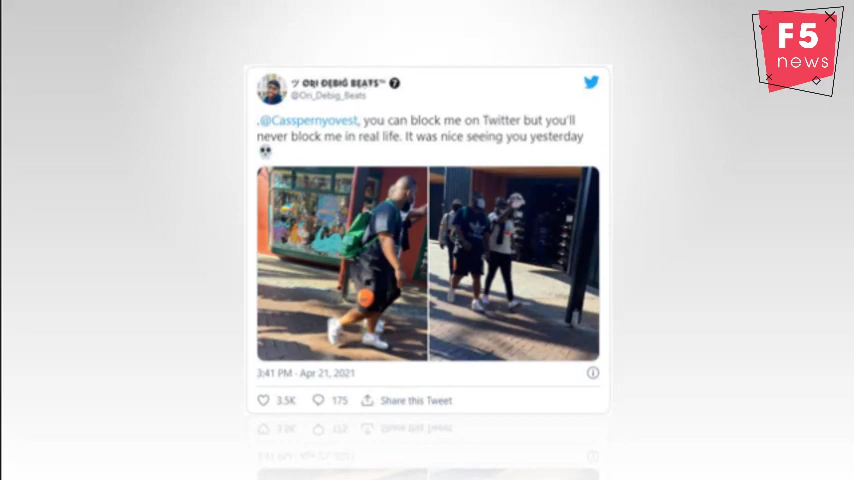 F5
news
ツ ORI DEBIG BEATS™ ?
@Ori_Debig_Beats
.@Casspernyovest, you can block me on Twitter but you'll
never block me in real life. It was nice seeing you yesterday
💀
3:41 PM · Apr 21, 2021
3.5K 175 Share this Tweet